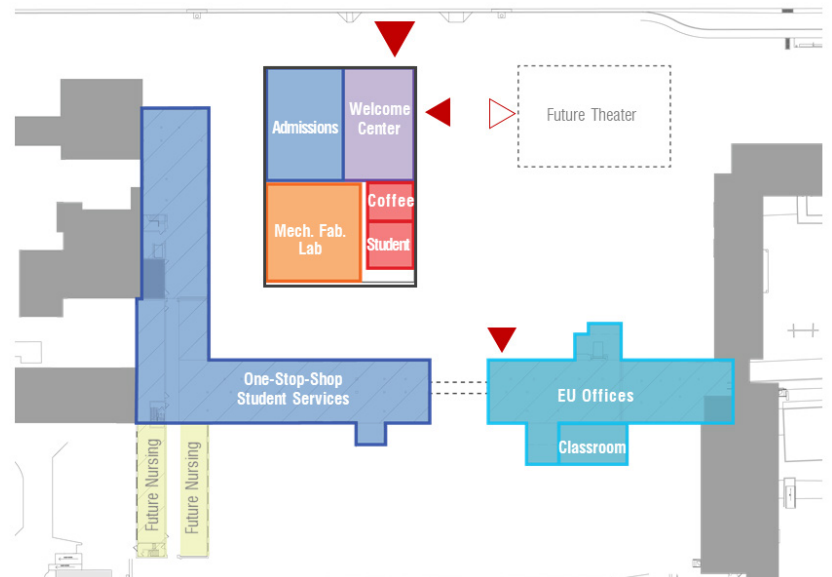 Admissions
Welcome
Center
Future Theater
Coffee
Mech. Fab.
Lab
Student
One-Stop-Shop
Student Services
EU Offices
Classroom
Future Nursing
Future Nursing